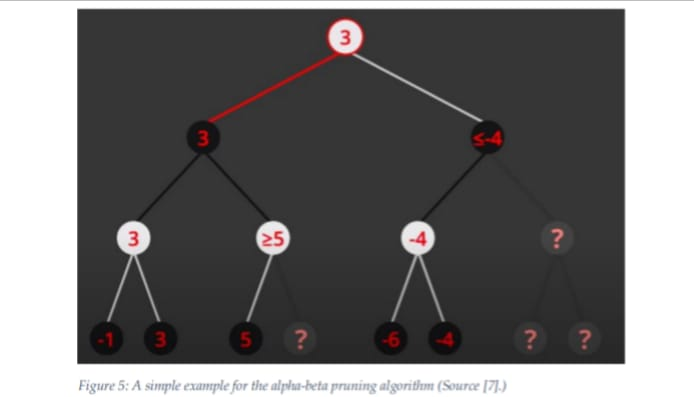 3
3 ≤-4
3 ≥5 -4 ?
-1 3 5 ? -6 -4 ? ?
Figure 5: A simple example for the alpha-beta pruning algorithm (Source [7].)